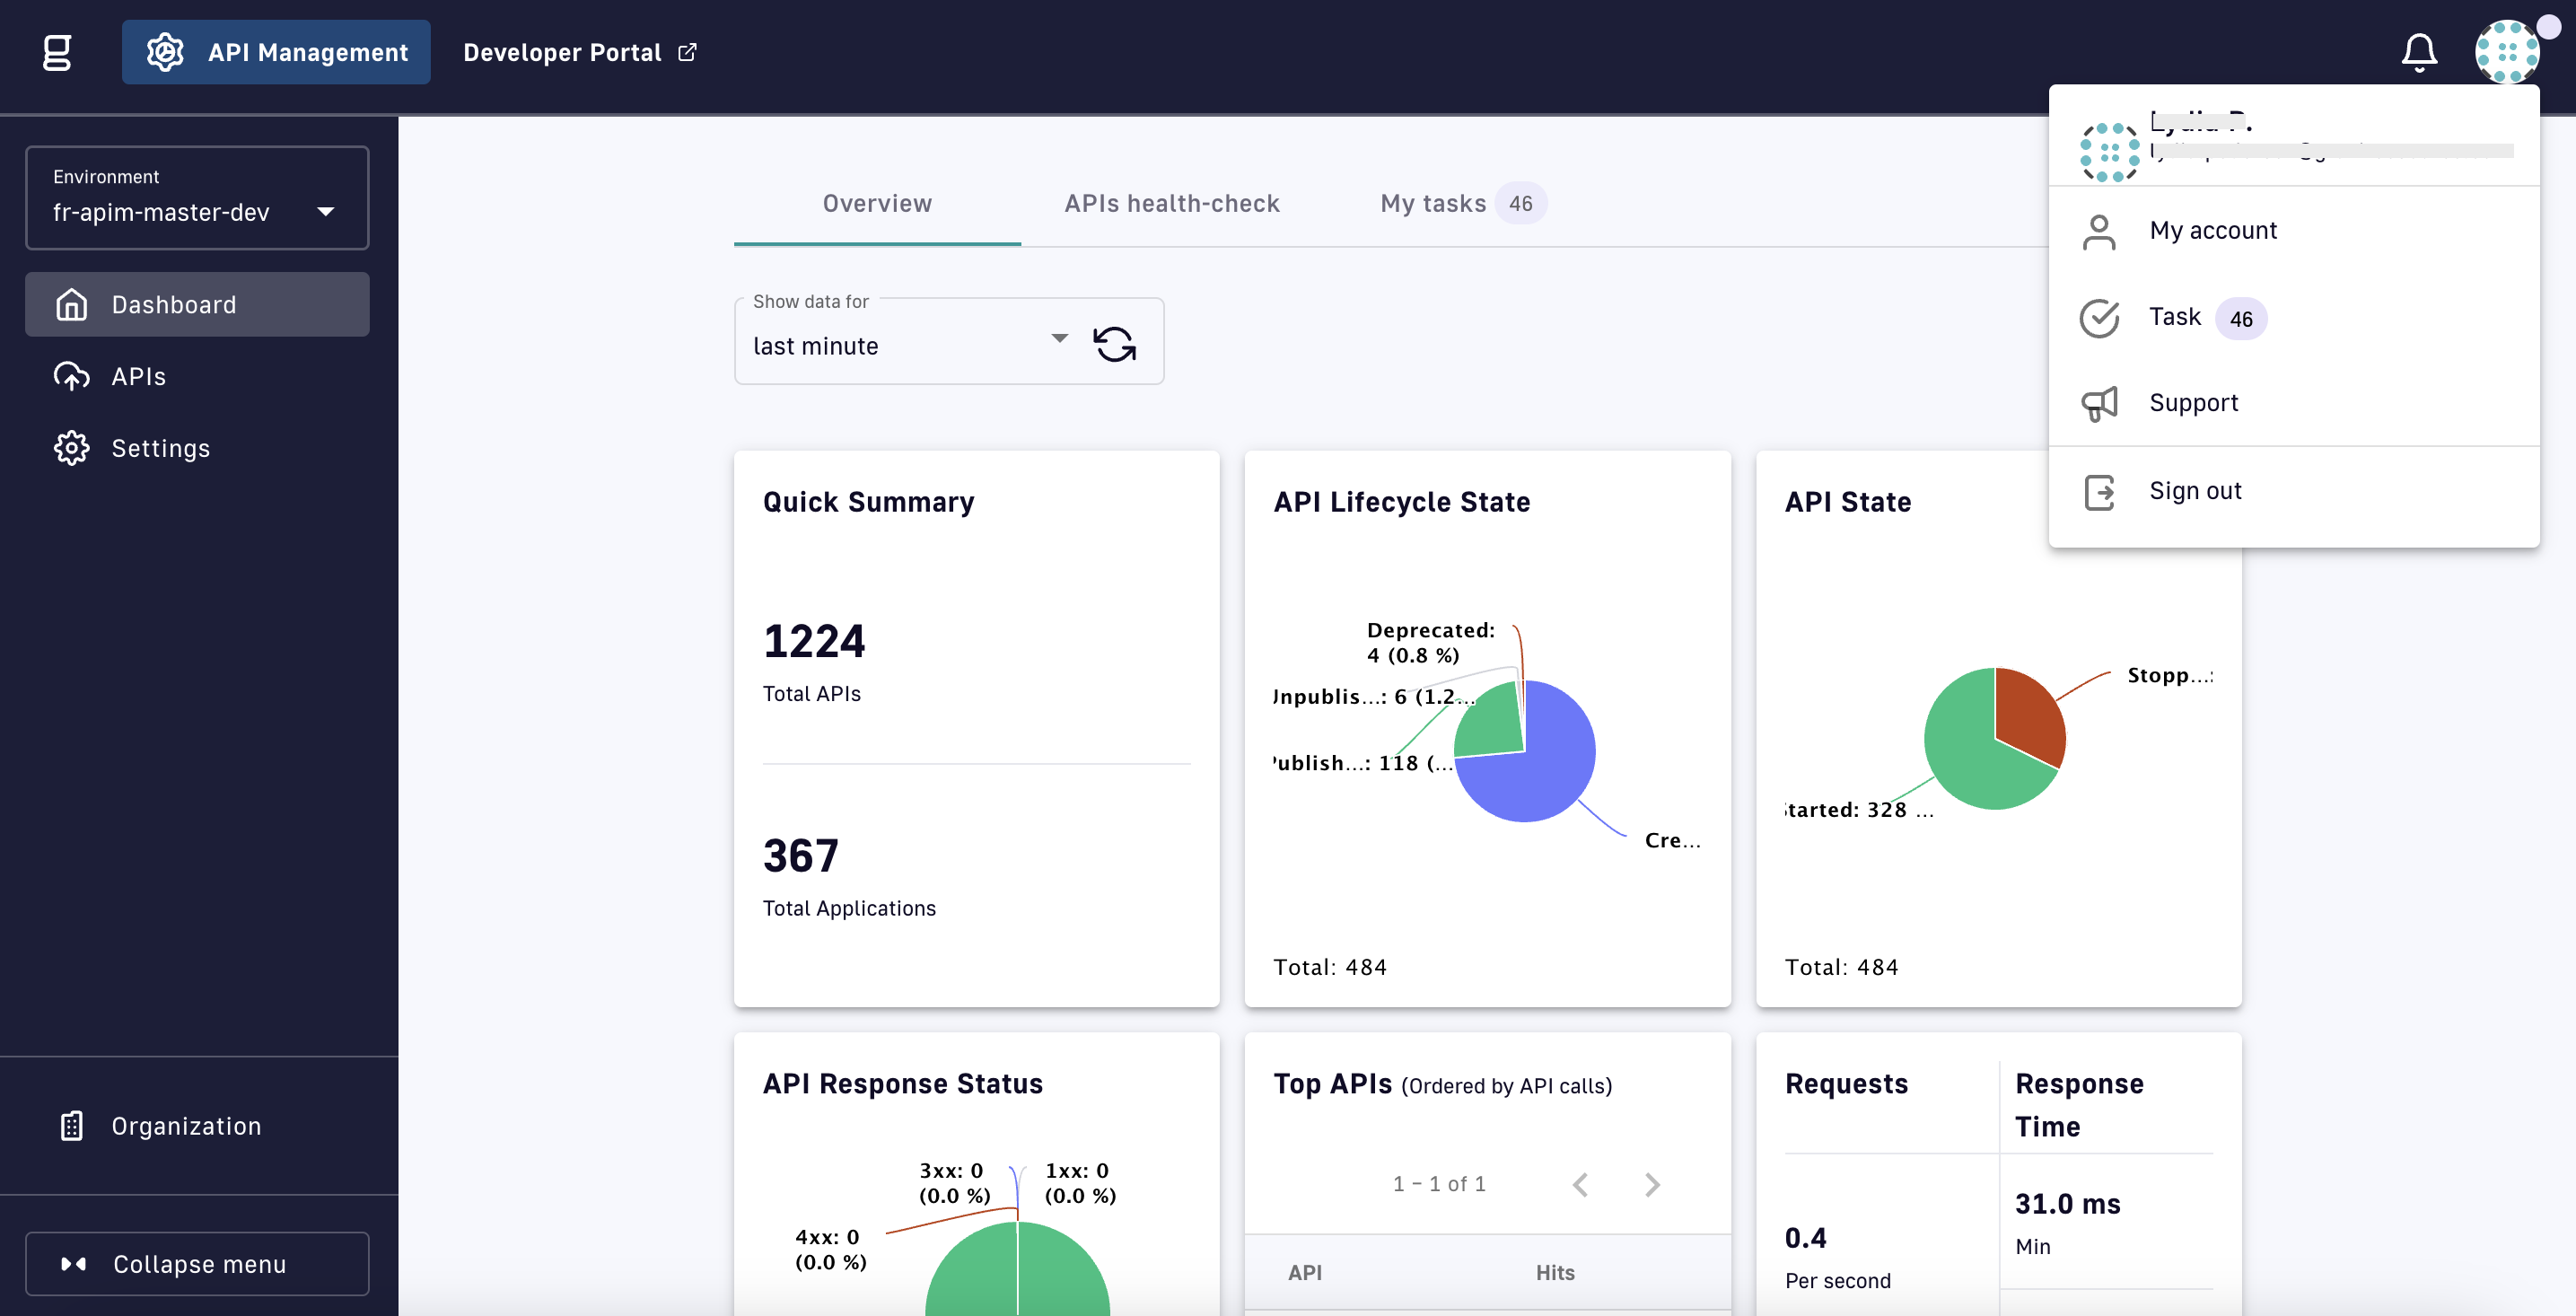 API Management
Developer Portal
Environment
fr-apim-master-dev
Dashboard
APIs
Settings
Organization
Collapse menu
Overview
APIs health-check
My tasks 46
Show data for
last minute
My account
Task 46
Support
Sign out
Quick Summary
1224
Total APIs
367
Total Applications
API Lifecycle State
Deprecated:
4 (0.8 %)
Unpublis...: 6 (1.2...
Publish...: 118 (...
Cre...
Total: 484
API State
Stopp...:
Started: 328 ...
Total: 484
API Response Status
3xx: 0
(0.0 %)
1xx: 0
(0.0 %)
4xx: 0
(0.0 %)
Top APIs (Ordered by API calls)
1 – 1 of 1
API Hits
Requests
0.4
Per second
Response
Time
31.0 ms
Min